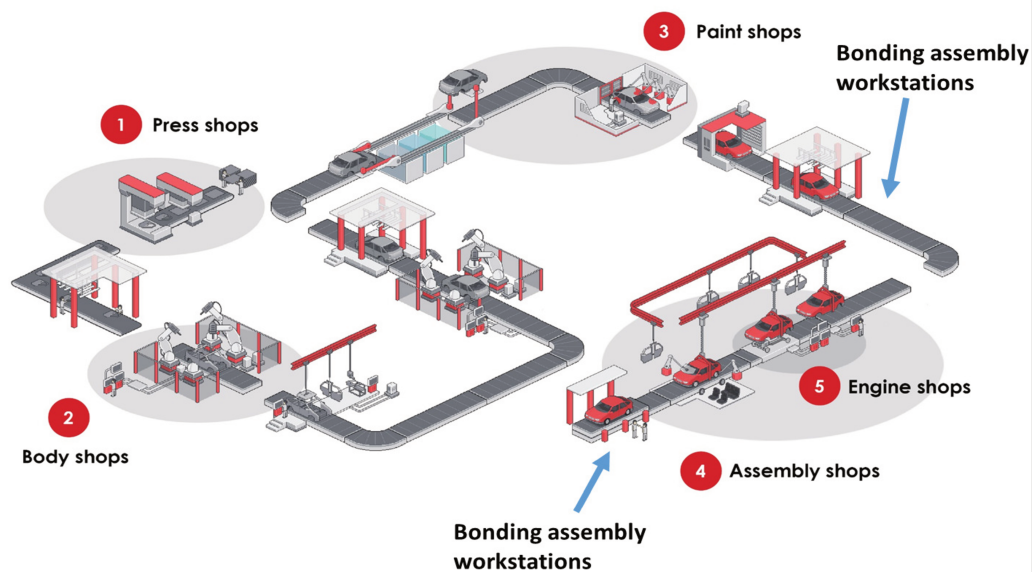 3 Paint shops
Bonding assembly
workstations
1 Press shops
5 Engine shops
2
Body shops
4 Assembly shops
Bonding assembly
workstations